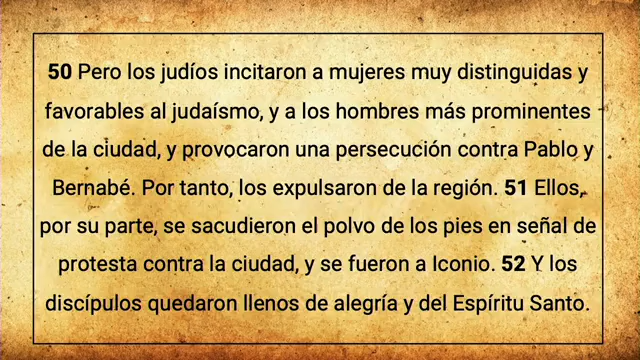 50 Pero los judíos incitaron a mujeres muy distinguidas y
favorables al judaísmo, y a los hombres más prominentes
de la ciudad, y provocaron una persecución contra Pablo y
Bernabé. Por tanto, los expulsaron de la región. 51 Ellos,
por su parte, se sacudieron el polvo de los pies en señal de
protesta contra la ciudad, y se fueron a Iconio. 52 Y los
discípulos quedaron llenos de alegría y del Espíritu Santo.